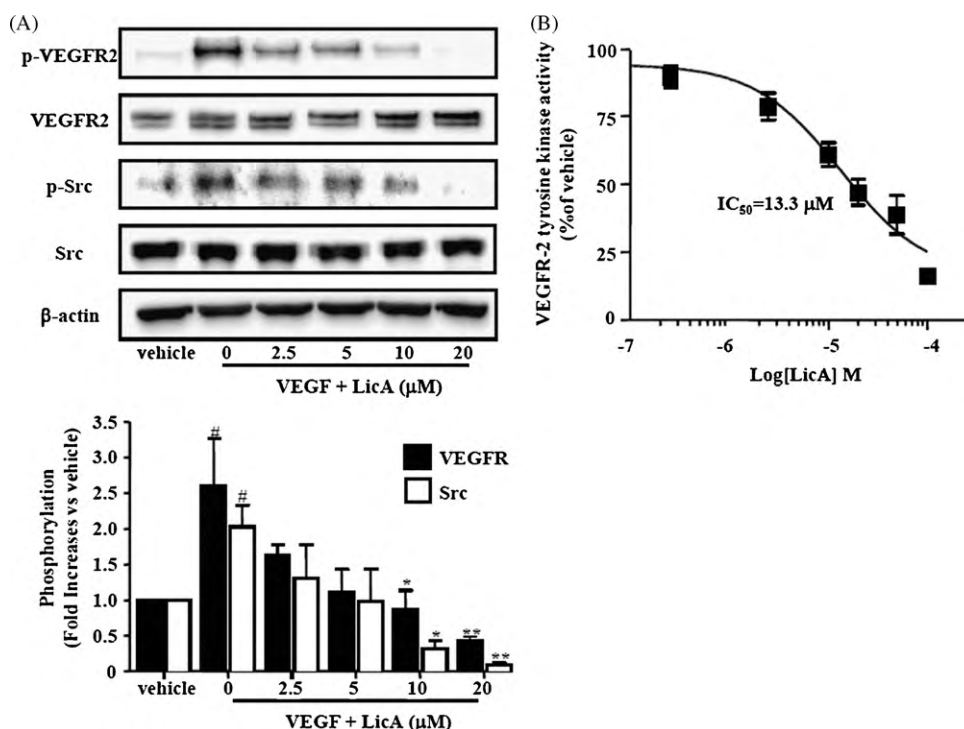 (A)
p-VEGFR2
VEGFR2
p-Src
Src
β-actin
vehicle 0 2.5 5 10 20
VEGF + LicA (μM)
Phosphorylation
(Fold Increases vs vehicle)
3.5
3.0
2.5
2.0
1.5
1.0
0.5
0
# # * * ** **
VEGFR
Src
vehicle 0 2.5 5 10 20
VEGF + LicA (μM)
(B)
VEGFR-2 tyrosine kinase activity
(%of vehicle)
100
75
50
25
0
IC50=13.3 μM
-7 -6 -5 -4
Log[LicA] M